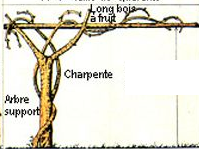 Long bois
à fruit
Charpente
Arbre
support